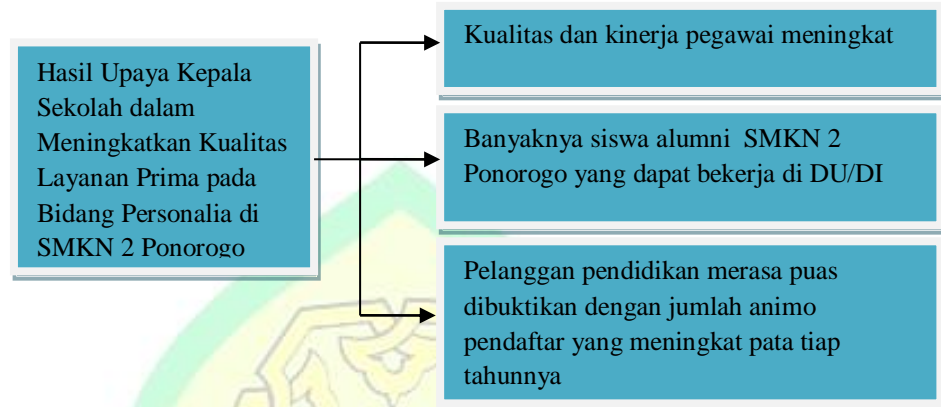 Hasil Upaya Kepala
Sekolah dalam
Meningkatkan Kualitas
Layanan Prima pada
Bidang Personalia di
SMKN 2 Ponorogo
Kualitas dan kinerja pegawai meningkat
Banyaknya siswa alumni SMKN 2
Ponorogo yang dapat bekerja di DU/DI
Pelanggan pendidikan merasa puas
dibuktikan dengan jumlah animo
pendaftar yang meningkat pata tiap
tahunnya